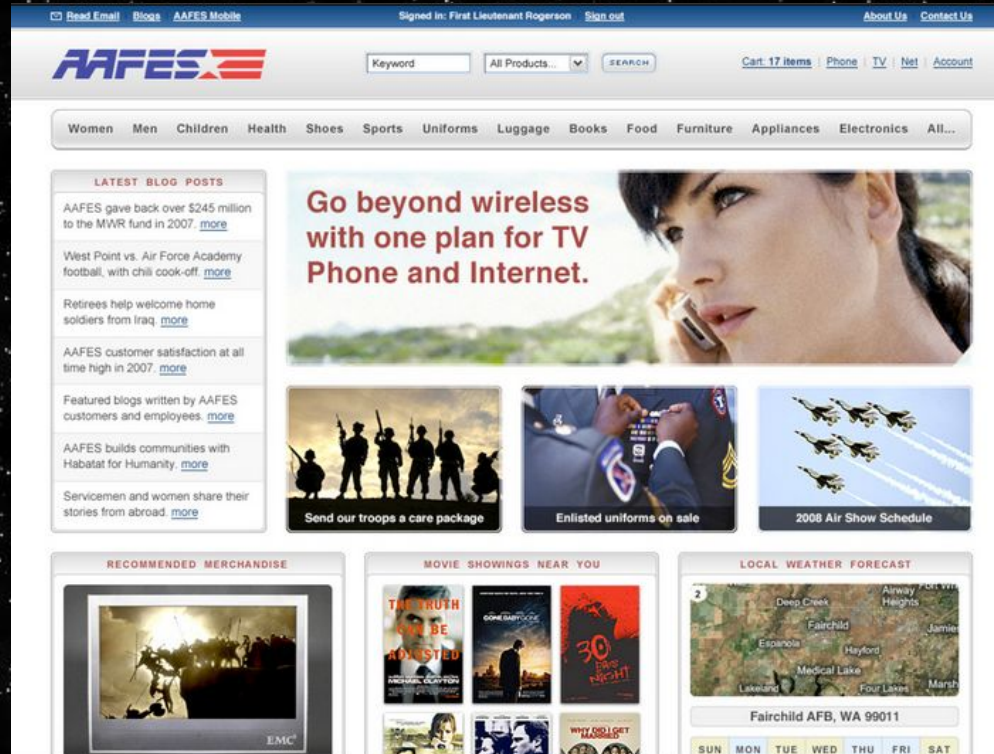 Read Email Blogs AAFES Mobile Signed in: First Lieutenant Rogerson Sign out About Us Contact Us
AAFES
Keyword All Products... SEARCH Cart: 17 items Phone TV Net Account
Women Men Children Health Shoes Sports Uniforms Luggage Books Food Furniture Appliances Electronics All...
LATEST BLOG POSTS
AAFES gave back over $245 million
to the MWR fund in 2007. more
West Point vs. Air Force Academy
football, with chili cook-off. more
Retirees help welcome home
soldiers from Iraq. more
AAFES customer satisfaction at all
time high in 2007. more
Featured blogs written by AAFES
customers and employees. more
AAFES builds communities with
Habatat for Humanity. more
Servicemen and women share their
stories from abroad. more
Go beyond wireless
with one plan for TV
Phone and Internet.
Send our troops a care package
Enlisted uniforms on sale
2008 Air Show Schedule
RECOMMENDED MERCHANDISE
EMC
MOVIE SHOWINGS NEAR YOU
THE TRUTH
CAN BE
ADJUSTED
MICHAEL CLAYTON
GONE BABY GONE
30
DAYS
NIGHT
WHY DID I GET
MARRIED
LOCAL WEATHER FORECAST
2
Deep Creek
Airway
Heights
Fairchild
Jamie
Espanola
Hayford
Medical Lake
Lakeland
Four Lakes
Marsh
Fairchild AFB, WA 99011
SUN MON TUE WED THU FRI SAT